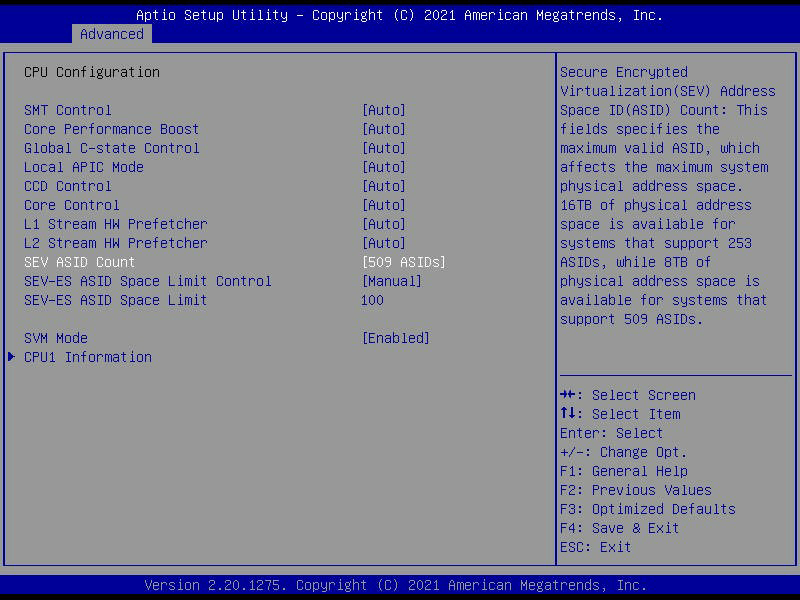 Aptio Setup Utility – Copyright (C) 2021 American Megatrends, Inc.
Advanced
CPU Configuration
SMT Control [Auto]
Core Performance Boost [Auto]
Global C-state Control [Auto]
Local APIC Mode [Auto]
CCD Control [Auto]
Core Control [Auto]
L1 Stream HW Prefetcher [Auto]
L2 Stream HW Prefetcher [Auto]
SEV ASID Count [509 ASIDs]
SEV-ES ASID Space Limit Control [Manual]
SEV-ES ASID Space Limit 100
SVM Mode [Enabled]
CPU1 Information
Secure Encrypted
Virtualization(SEV) Address
Space ID(ASID) Count: This
fields specifies the
maximum valid ASID, which
affects the maximum system
physical address space.
16TB of physical address
space is available for
systems that support 253
ASIDs, while 8TB of
physical address space is
available for systems that
support 509 ASIDs.
→←: Select Screen
↑↓: Select Item
Enter: Select
+/-: Change Opt.
F1: General Help
F2: Previous Values
F3: Optimized Defaults
F4: Save & Exit
ESC: Exit
Version 2.20.1275. Copyright (C) 2021 American Megatrends, Inc.